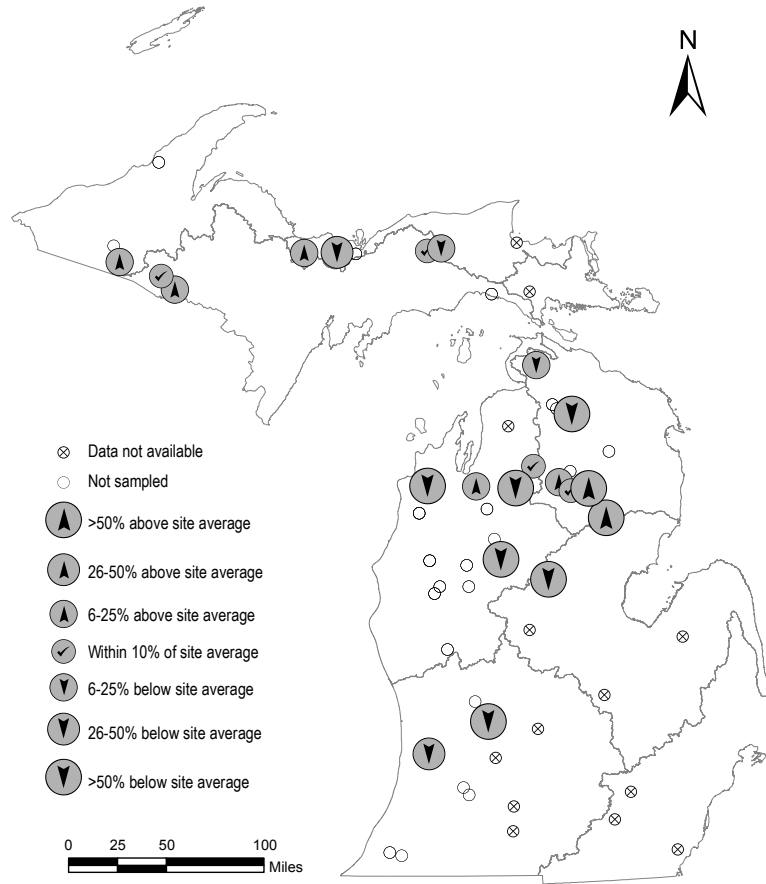 N
Data not available
Not sampled
>50% above site average
26-50% above site average
6-25% above site average
Within 10% of site average
6-25% below site average
26-50% below site average
>50% below site average
0 25 50 100
Miles